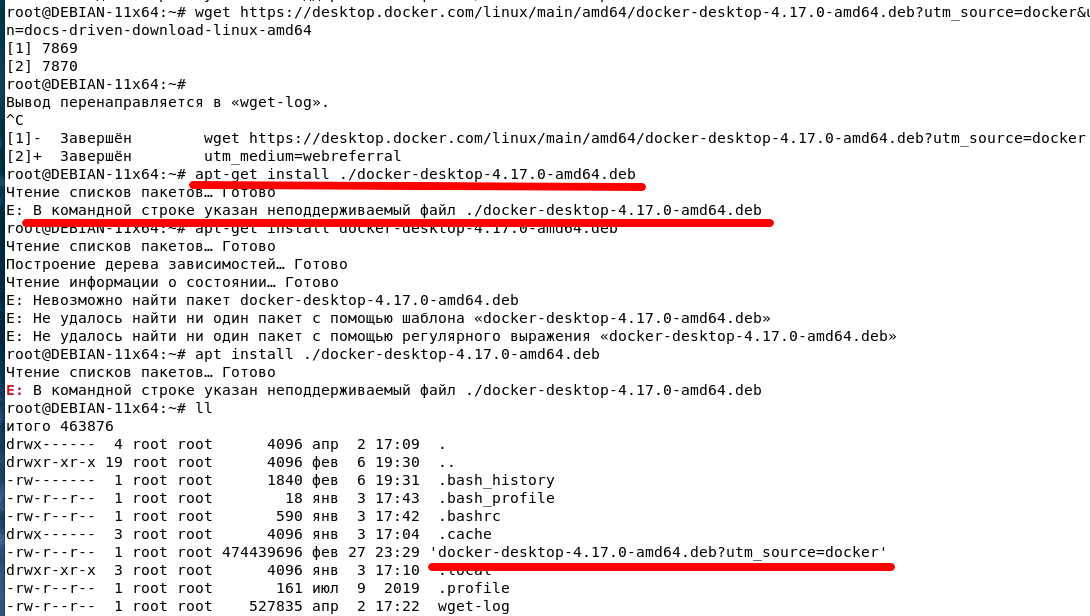 root@DEBIAN-11x64:~# wget https://desktop.docker.com/linux/main/amd64/docker-desktop-4.17.0-amd64.deb?utm_source=docker&u
n=docs-driven-download-linux-amd64
[1] 7869
[2] 7870
root@DEBIAN-11x64:~#
Вывод перенаправляется в «wget-log».
^C
[1]-  Завершён        wget https://desktop.docker.com/linux/main/amd64/docker-desktop-4.17.0-amd64.deb?utm_source=docker
[2]+  Завершён        utm_medium=webreferral
root@DEBIAN-11x64:~# apt-get install ./docker-desktop-4.17.0-amd64.deb
Чтение списков пакетов… Готово
E: В командной строке указан неподдерживаемый файл ./docker-desktop-4.17.0-amd64.deb
root@DEBIAN-11x64:~# apt-get install docker-desktop-4.17.0-amd64.deb
Чтение списков пакетов… Готово
Построение дерева зависимостей… Готово
Чтение информации о состоянии… Готово
E: Невозможно найти пакет docker-desktop-4.17.0-amd64.deb
E: Не удалось найти ни один пакет с помощью шаблона «docker-desktop-4.17.0-amd64.deb»
E: Не удалось найти ни один пакет с помощью регулярного выражения «docker-desktop-4.17.0-amd64.deb»
root@DEBIAN-11x64:~# apt install ./docker-desktop-4.17.0-amd64.deb
Чтение списков пакетов… Готово
E: В командной строке указан неподдерживаемый файл ./docker-desktop-4.17.0-amd64.deb
root@DEBIAN-11x64:~# ll
итого 463876
drwx------  4 root root      4096 апр  2 17:09  .
drwxr-xr-x 19 root root      4096 фев  6 19:30  ..
-rw-------  1 root root      1840 фев  6 19:31  .bash_history
-rw-r--r--  1 root root        18 янв  3 17:43  .bash_profile
-rw-r--r--  1 root root       590 янв  3 17:42  .bashrc
drwx------  3 root root      4096 янв  3 17:04  .cache
-rw-r--r--  1 root root 474439696 фев 27 23:29 'docker-desktop-4.17.0-amd64.deb?utm_source=docker'
drwxr-xr-x  3 root root      4096 янв  3 17:10  .local
-rw-r--r--  1 root root       161 июл  9  2019  .profile
-rw-r--r--  1 root root    527835 апр  2 17:22  wget-log